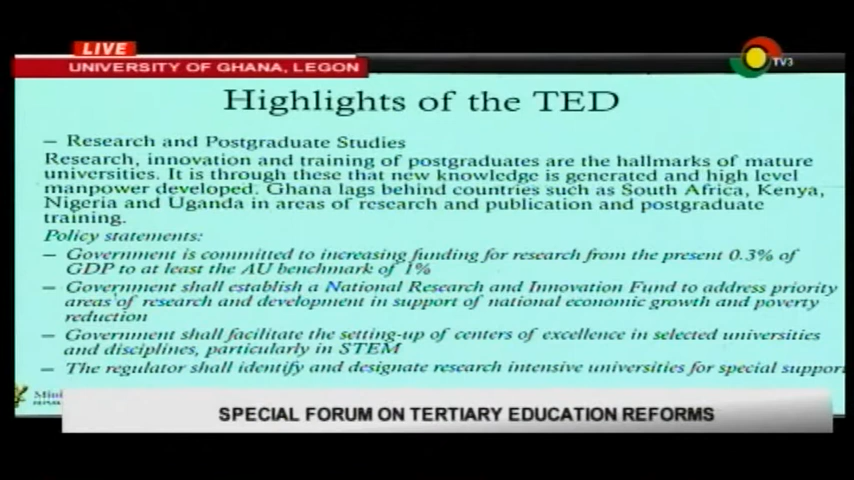 LIVE
UNIVERSITY OF GHANA, LEGON
TV3
Highlights of the TED
– Research and Postgraduate Studies
Research, innovation and training of postgraduates are the hallmarks of mature
universities. It is through these that new knowledge is generated and high level
manpower developed. Ghana lags behind countries such as South Africa, Kenya,
Nigeria and Uganda in areas of research and publication and postgraduate
training.
Policy statements:
– Government is committed to increasing funding for research from the present 0.3% of
GDP to at least the AU benchmark of 1%
– Government shall establish a National Research and Innovation Fund to address priority
areas of research and development in support of national economic growth and poverty
reduction
– Government shall facilitate the setting-up of centers of excellence in selected universities
and disciplines, particularly in STEM
– The regulator shall identify and designate research intensive universities for special support
SPECIAL FORUM ON TERTIARY EDUCATION REFORMS